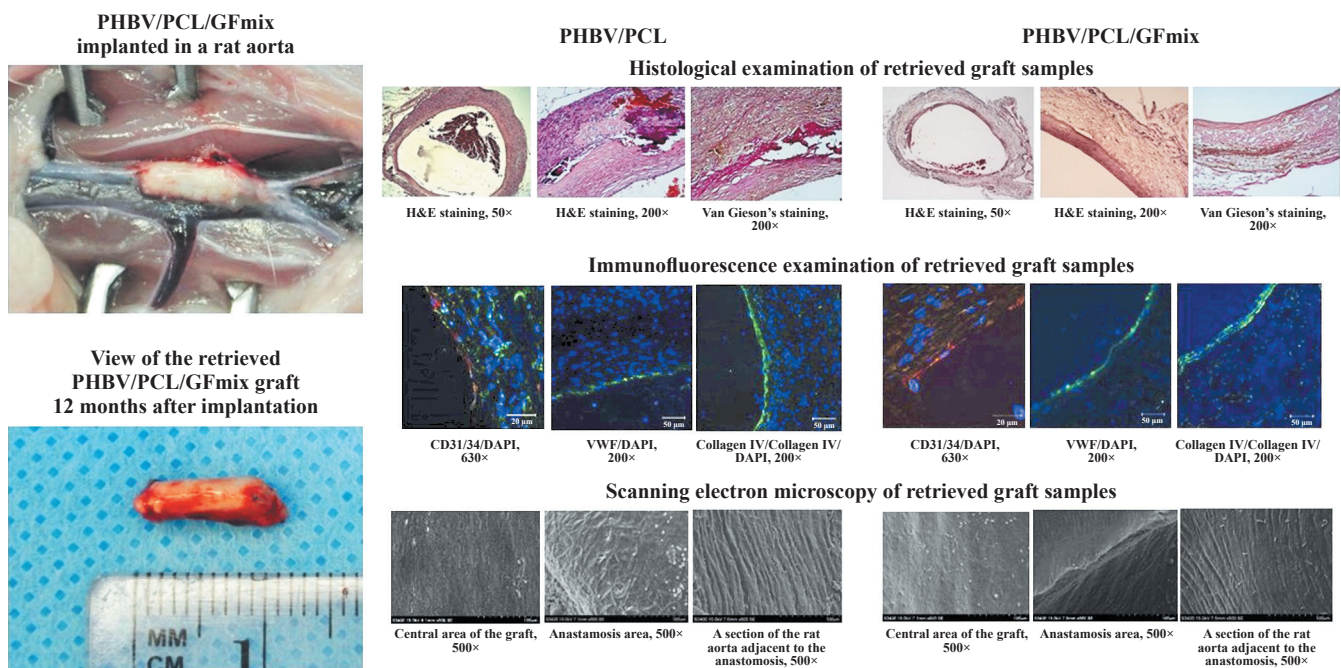 PHBV/PCL/GFmix
implanted in a rat aorta
View of the retrieved
PHBV/PCL/GFmix graft
12 months after implantation
MM
CM
1
PHBV/PCL
PHBV/PCL/GFmix
Histological examination of retrieved graft samples
H&E staining, 50×
H&E staining, 200×
Van Gieson's staining,
200×
H&E staining, 50×
H&E staining, 200×
Van Gieson's staining,
200×
Immunofluorescence examination of retrieved graft samples
20 µm
50 µm
50 µm
20 µm
50 µm
50 µm
CD31/34/DAPI,
630×
VWF/DAPI,
200×
Collagen IV/Collagen IV/
DAPI, 200×
CD31/34/DAPI,
630×
VWF/DAPI,
200×
Collagen IV/Collagen IV/
DAPI, 200×
Scanning electron microscopy of retrieved graft samples
Central area of the graft,
500×
Anastamosis area, 500×
A section of the rat
aorta adjacent to the
anastomosis, 500×
Central area of the graft,
500×
Anastamosis area, 500×
A section of the rat
aorta adjacent to the
anastomosis, 500×